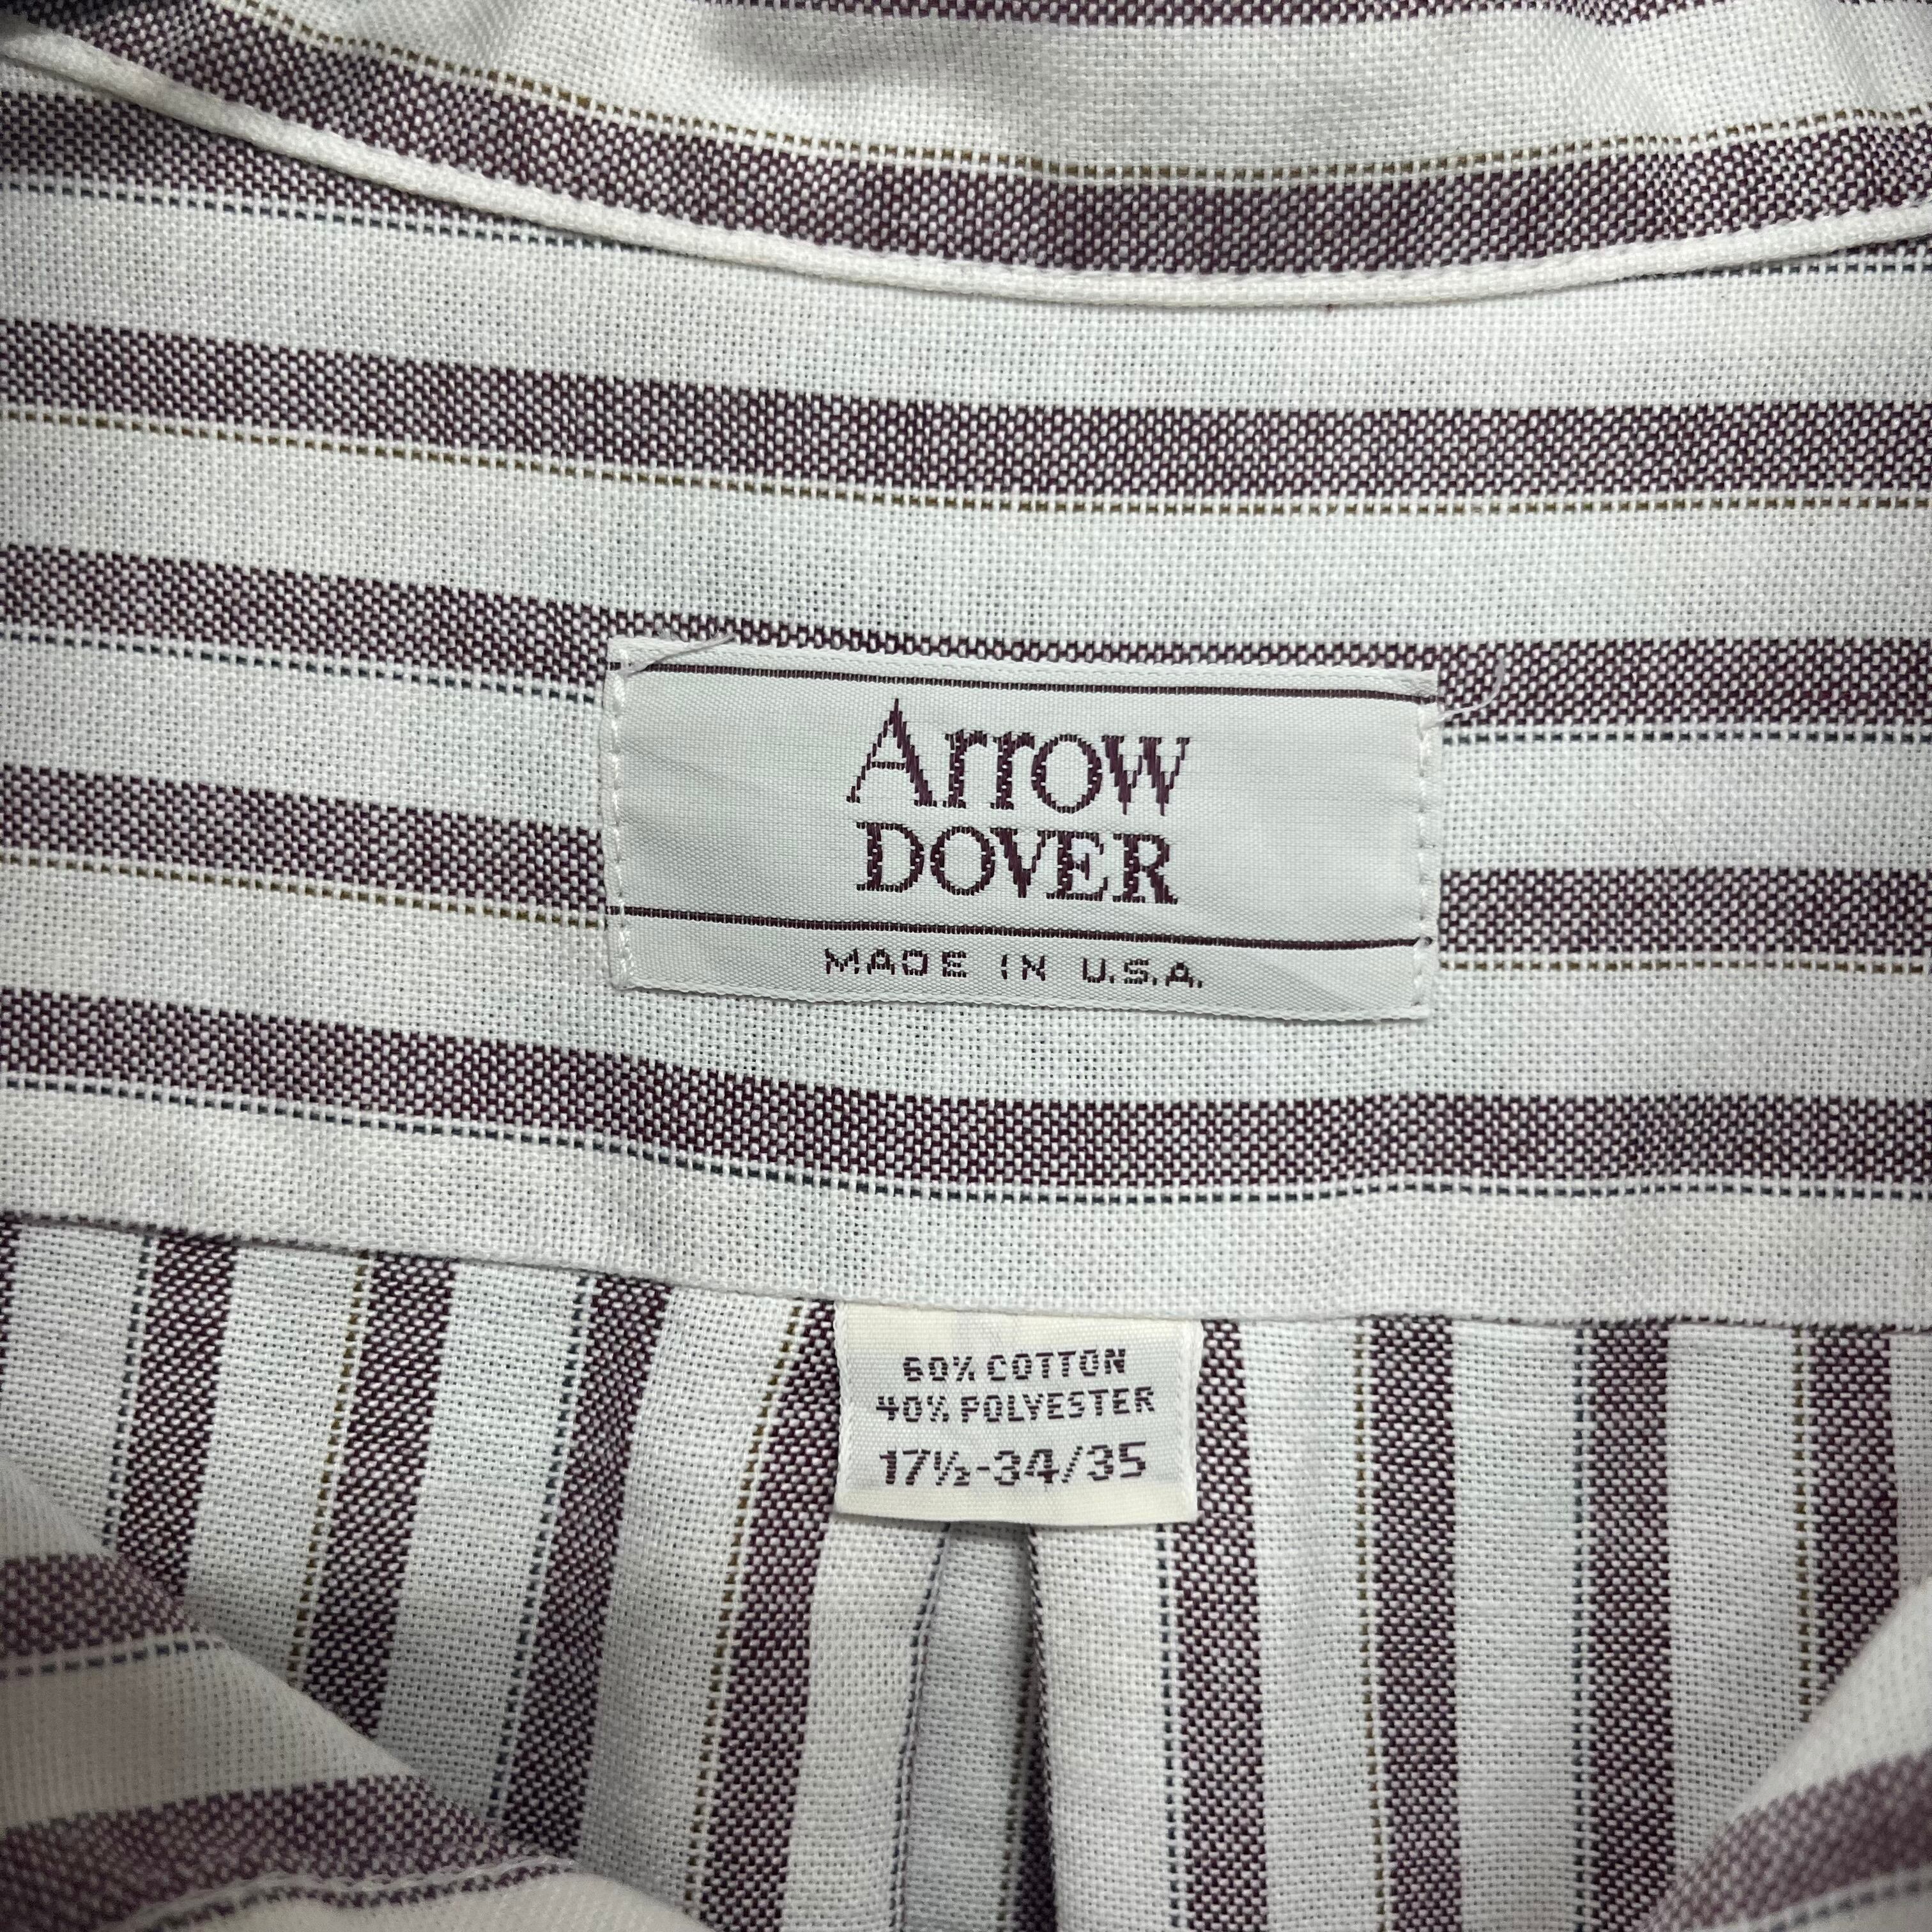 Arrow
DOVER
MADE IN U.S.A.
60% COTTON
40% POLYESTER
17½-34/35